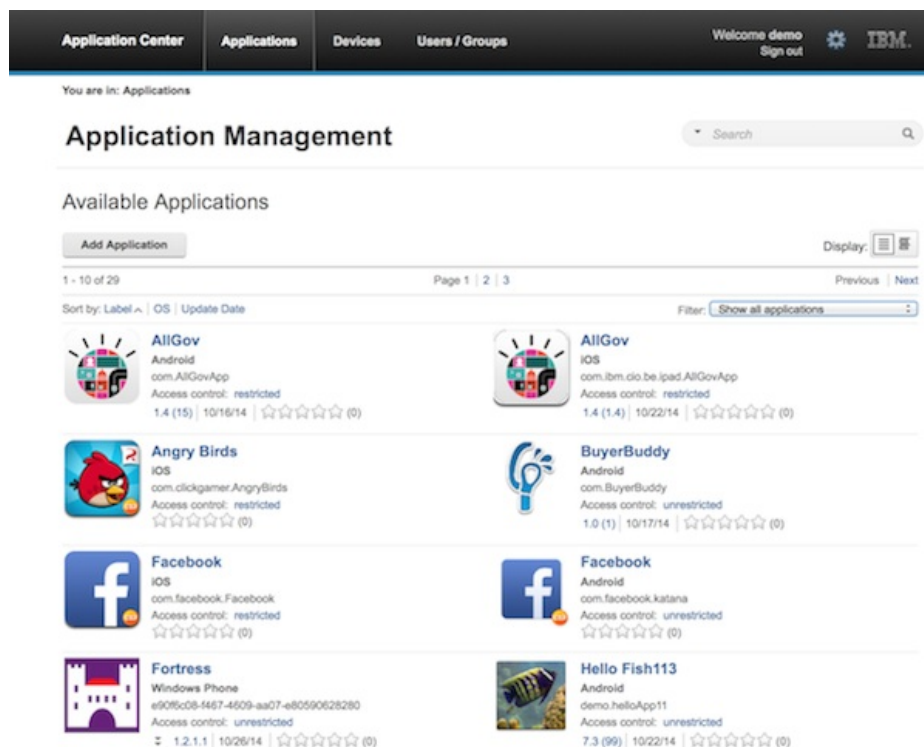 Application Center Applications Devices Users / Groups Welcome demo IBM.
Sign out
You are in: Applications
Application Management
Search
Available Applications
Add Application
Display:
1 - 10 of 29 Page 1 | 2 | 3 Previous | Next
Sort by: Label | OS | Update Date Filter: Show all applications
AllGov
Android
com.AllGovApp
Access control: restricted
1.4 (15) | 10/16/14 | (0)
AllGov
iOS
com.ibm.cio.be.ipad.AllGovApp
Access control: restricted
1.4 (1.4) | 10/22/14 | (0)
Angry Birds
iOS
com.clickgamer.AngryBirds
Access control: restricted
(0)
BuyerBuddy
Android
com.BuyerBuddy
Access control: unrestricted
1.0 (1) | 10/17/14 | (0)
Facebook
iOS
com.facebook.Facebook
Access control: restricted
(0)
Facebook
Android
com.facebook.katana
Access control: unrestricted
(0)
Fortress
Windows Phone
e90f6c08-f467-4609-aa07-e80590628280
Access control: unrestricted
1.2.1.1 | 10/26/14 | (0)
Hello Fish113
Android
demo.helloApp11
Access control: unrestricted
7.3 (99) | 10/22/14 | (0)